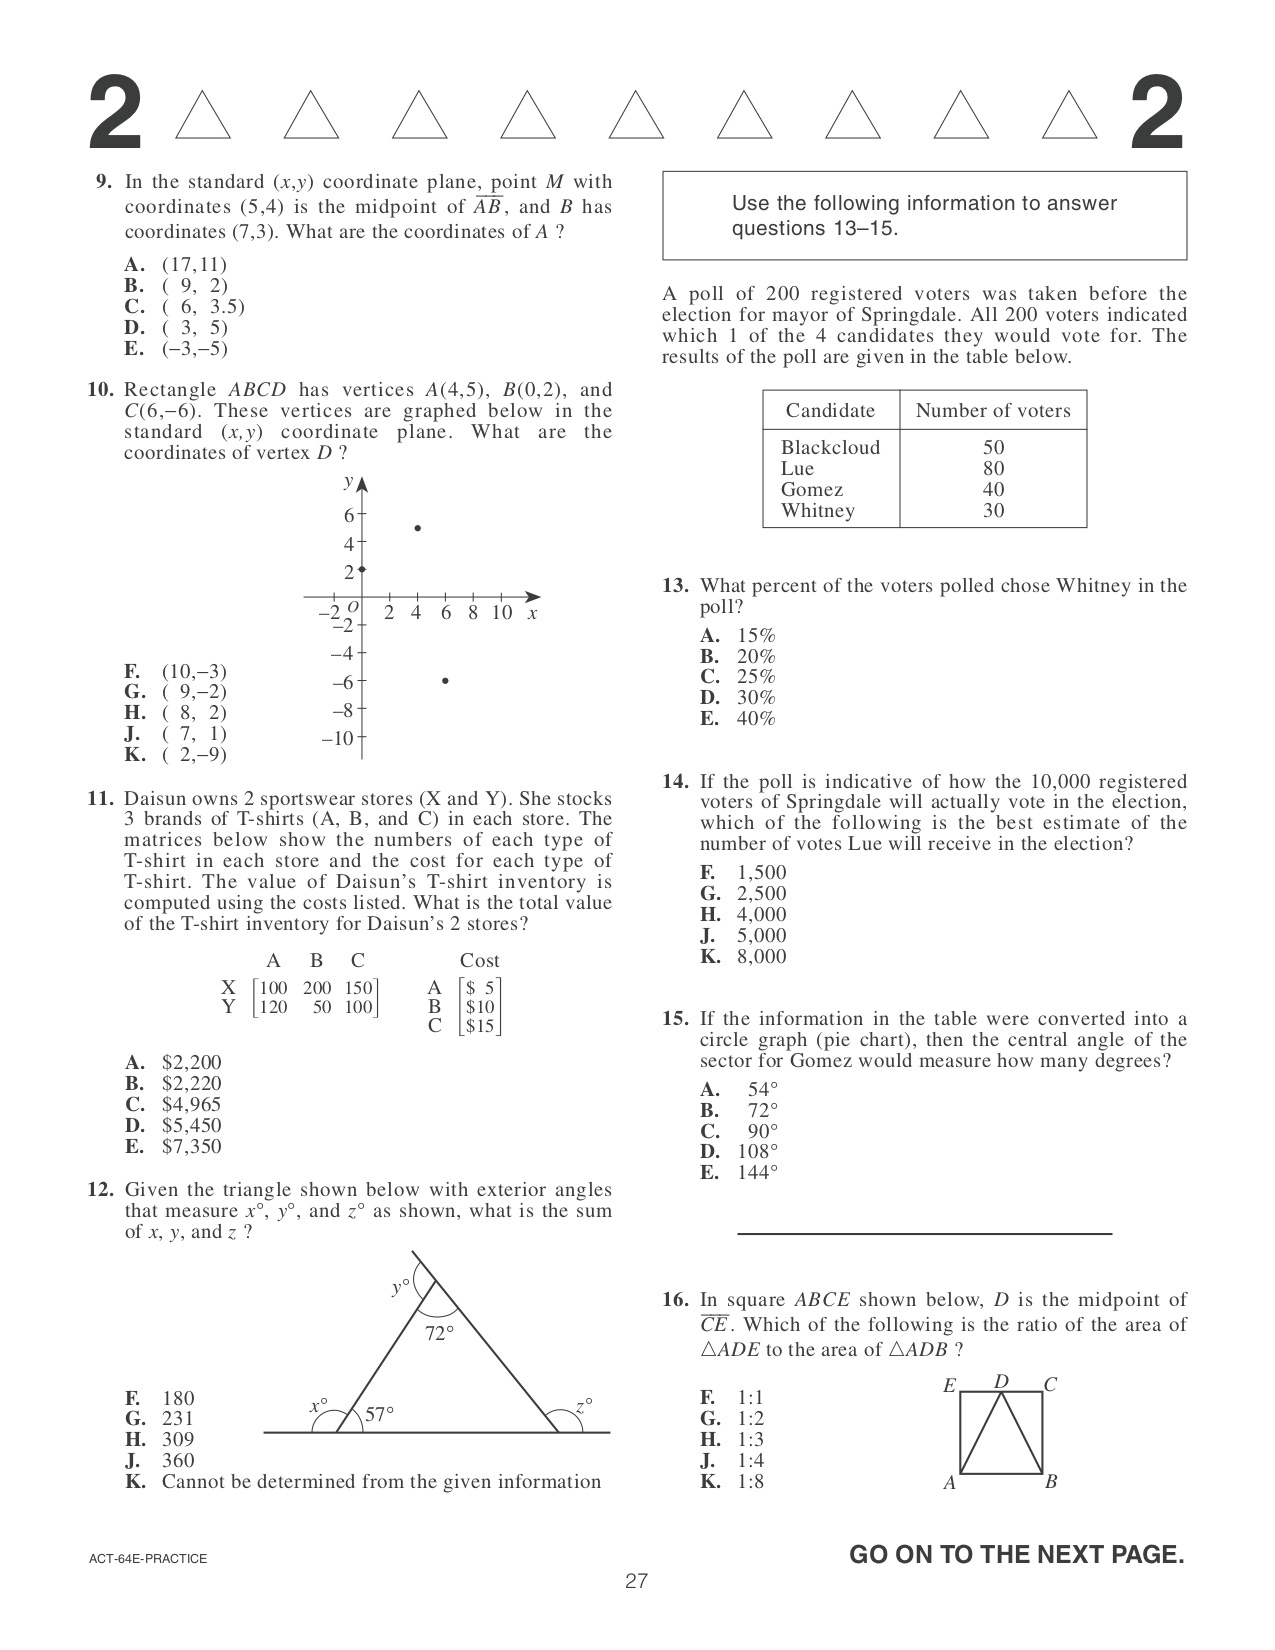 2 2
9. In the standard (x,y) coordinate plane, point M with
coordinates (5,4) is the midpoint of AB, and B has
coordinates (7,3). What are the coordinates of A ?
A. (17,11)
B. ( 9, 2)
C. ( 6, 3.5)
D. ( 3, 5)
E. (–3,–5)
10. Rectangle ABCD has vertices A(4,5), B(0,2), and
C(6,–6). These vertices are graphed below in the
standard (x,y) coordinate plane. What are the
coordinates of vertex D ?
y
6
4
2
–2 O 2 4 6 8 10 x
–2
–4
–6
–8
–10
F. (10,–3)
G. ( 9,–2)
H. ( 8, 2)
J. ( 7, 1)
K. ( 2,–9)
11. Daisun owns 2 sportswear stores (X and Y). She stocks
3 brands of T-shirts (A, B, and C) in each store. The
matrices below show the numbers of each type of
T-shirt in each store and the cost for each type of
T-shirt. The value of Daisun’s T-shirt inventory is
computed using the costs listed. What is the total value
of the T-shirt inventory for Daisun’s 2 stores?
A B C
X [100 200 150]
Y [120 50 100]
Cost
A [$ 5]
B [$10]
C [$15]
A. $2,200
B. $2,220
C. $4,965
D. $5,450
E. $7,350
12. Given the triangle shown below with exterior angles
that measure x°, y°, and z° as shown, what is the sum
of x, y, and z ?
y°
72°
x° 57° z°
F. 180
G. 231
H. 309
J. 360
K. Cannot be determined from the given information
Use the following information to answer
questions 13–15.
A poll of 200 registered voters was taken before the
election for mayor of Springdale. All 200 voters indicated
which 1 of the 4 candidates they would vote for. The
results of the poll are given in the table below.
Candidate Number of voters
Blackcloud 50
Lue 80
Gomez 40
Whitney 30
13. What percent of the voters polled chose Whitney in the
poll?
A. 15%
B. 20%
C. 25%
D. 30%
E. 40%
14. If the poll is indicative of how the 10,000 registered
voters of Springdale will actually vote in the election,
which of the following is the best estimate of the
number of votes Lue will receive in the election?
F. 1,500
G. 2,500
H. 4,000
J. 5,000
K. 8,000
15. If the information in the table were converted into a
circle graph (pie chart), then the central angle of the
sector for Gomez would measure how many degrees?
A. 54°
B. 72°
C. 90°
D. 108°
E. 144°
16. In square ABCE shown below, D is the midpoint of
CE. Which of the following is the ratio of the area of
△ADE to the area of △ADB ?
F. 1:1
G. 1:2
H. 1:3
J. 1:4
K. 1:8
E D C
A B
ACT-64E-PRACTICE
GO ON TO THE NEXT PAGE.
27